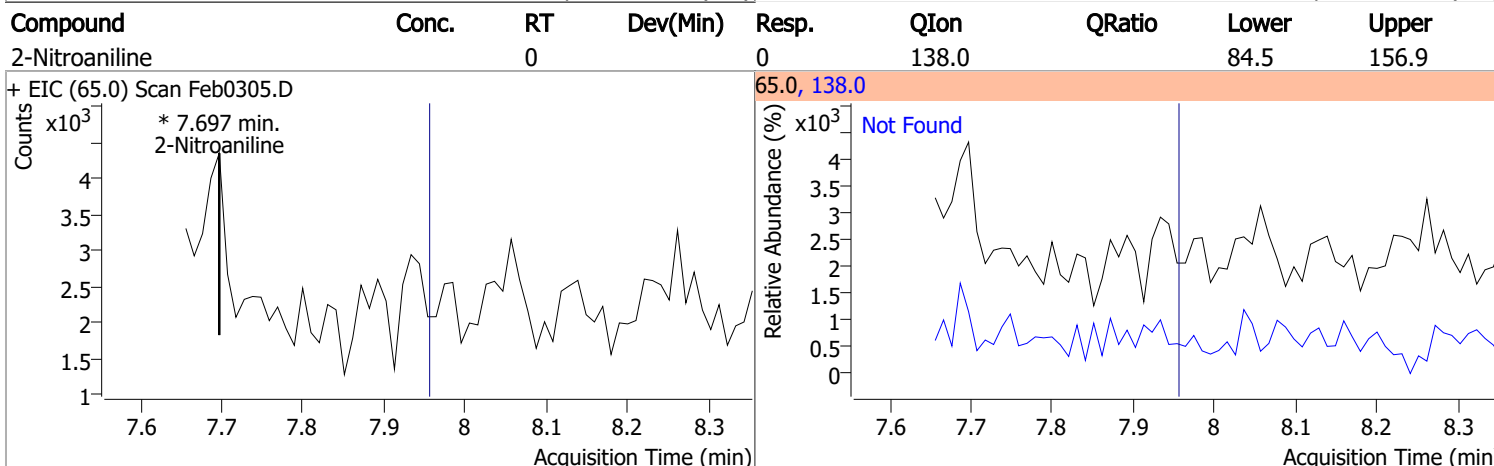 Compound Conc. RT Dev(Min) Resp. QIon QRatio Lower Upper
2-Nitroaniline 0 0 138.0 84.5 156.9
+ EIC (65.0) Scan Feb0305.D
Counts
x10³
* 7.697 min.
2-Nitroaniline
4
3.5
3
2.5
2
1.5
1
7.6 7.7 7.8 7.9 8 8.1 8.2 8.3
Acquisition Time (min)
65.0, 138.0
Relative Abundance (%)
x10³
Not Found
4
3.5
3
2.5
2
1.5
1
0.5
0
7.6 7.7 7.8 7.9 8 8.1 8.2 8.3
Acquisition Time (min)